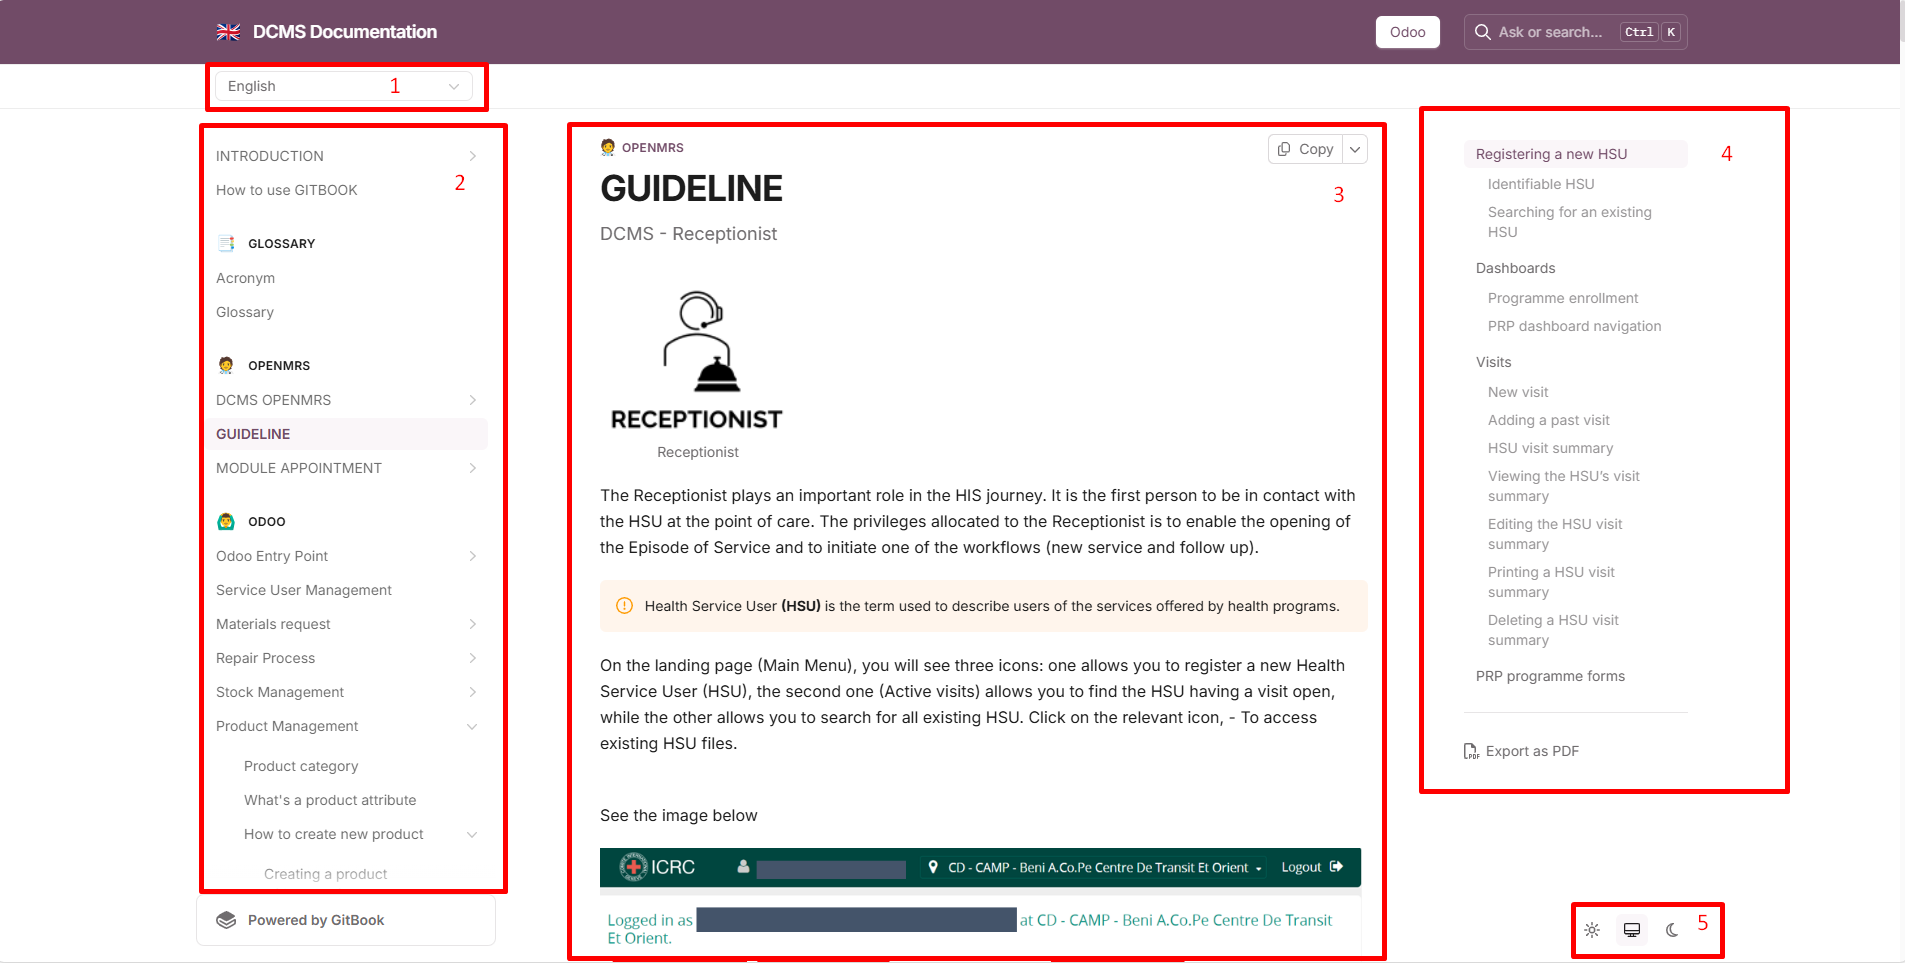 DCMS Documentation
Odoo
Ask or search...
Ctrl K
English
1
INTRODUCTION
How to use GITBOOK
2
GLOSSARY
Acronym
Glossary
OPENMRS
DCMS OPENMRS
GUIDELINE
MODULE APPOINTMENT
ODOO
Odoo Entry Point
Service User Management
Materials request
Repair Process
Stock Management
Product Management
Product category
What's a product attribute
How to create new product
Creating a product
Powered by GitBook
OPENMRS
Copy
3
GUIDELINE
DCMS - Receptionist
RECEPTIONIST
Receptionist
The Receptionist plays an important role in the HIS journey. It is the first person to be in contact with
the HSU at the point of care. The privileges allocated to the Receptionist is to enable the opening of
the Episode of Service and to initiate one of the workflows (new service and follow up).
Health Service User (HSU) is the term used to describe users of the services offered by health programs.
On the landing page (Main Menu), you will see three icons: one allows you to register a new Health
Service User (HSU), the second one (Active visits) allows you to find the HSU having a visit open,
while the other allows you to search for all existing HSU. Click on the relevant icon, - To access
existing HSU files.
See the image below
ICRC
CD - CAMP - Beni A.Co.Pe Centre De Transit Et Orient
Logout
Logged in as
at CD - CAMP - Beni A.Co.Pe Centre De Transit
Et Orient.
Registering a new HSU
4
Identifiable HSU
Searching for an existing
HSU
Dashboards
Programme enrollment
PRP dashboard navigation
Visits
New visit
Adding a past visit
HSU visit summary
Viewing the HSU's visit
summary
Editing the HSU visit
summary
Printing a HSU visit
summary
Deleting a HSU visit
summary
PRP programme forms
Export as PDF
5